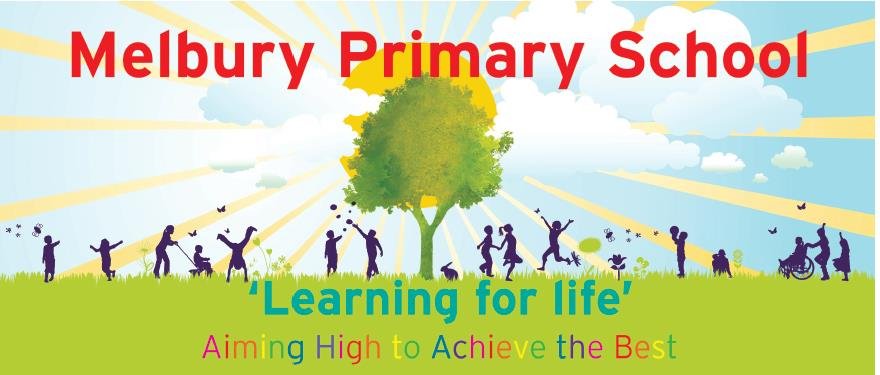 Melbury Primary School
‘Learning for life’
Aiming High to Achieve the Best